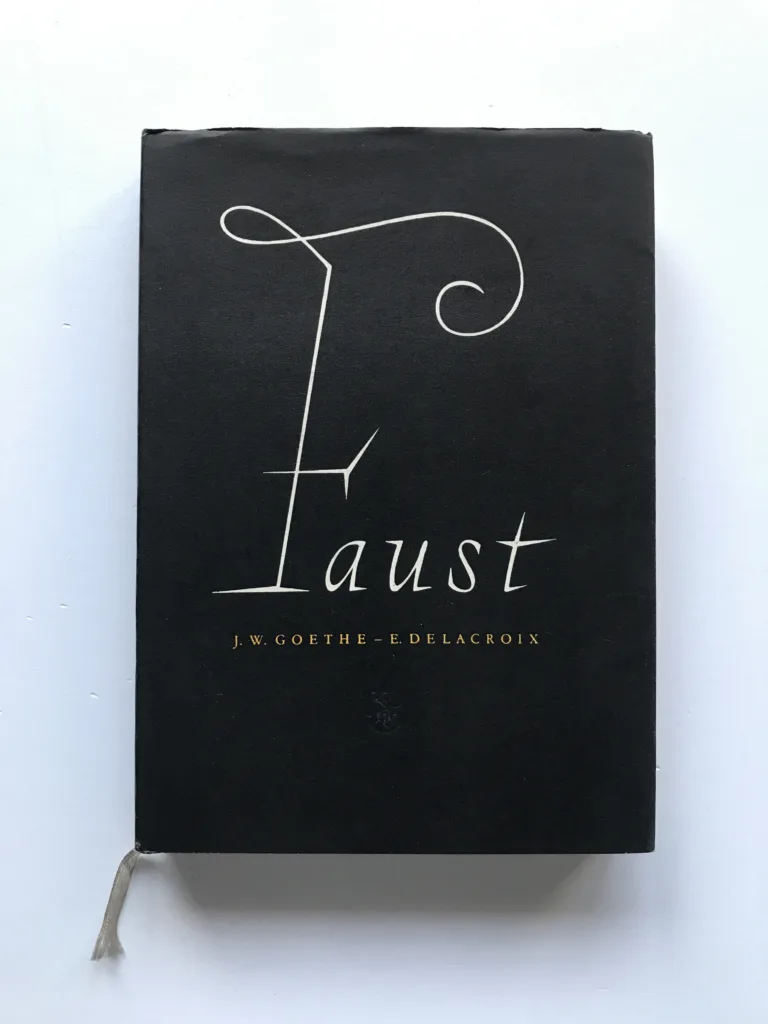 Faust
J. W. GOETHE – E. DELACROIX